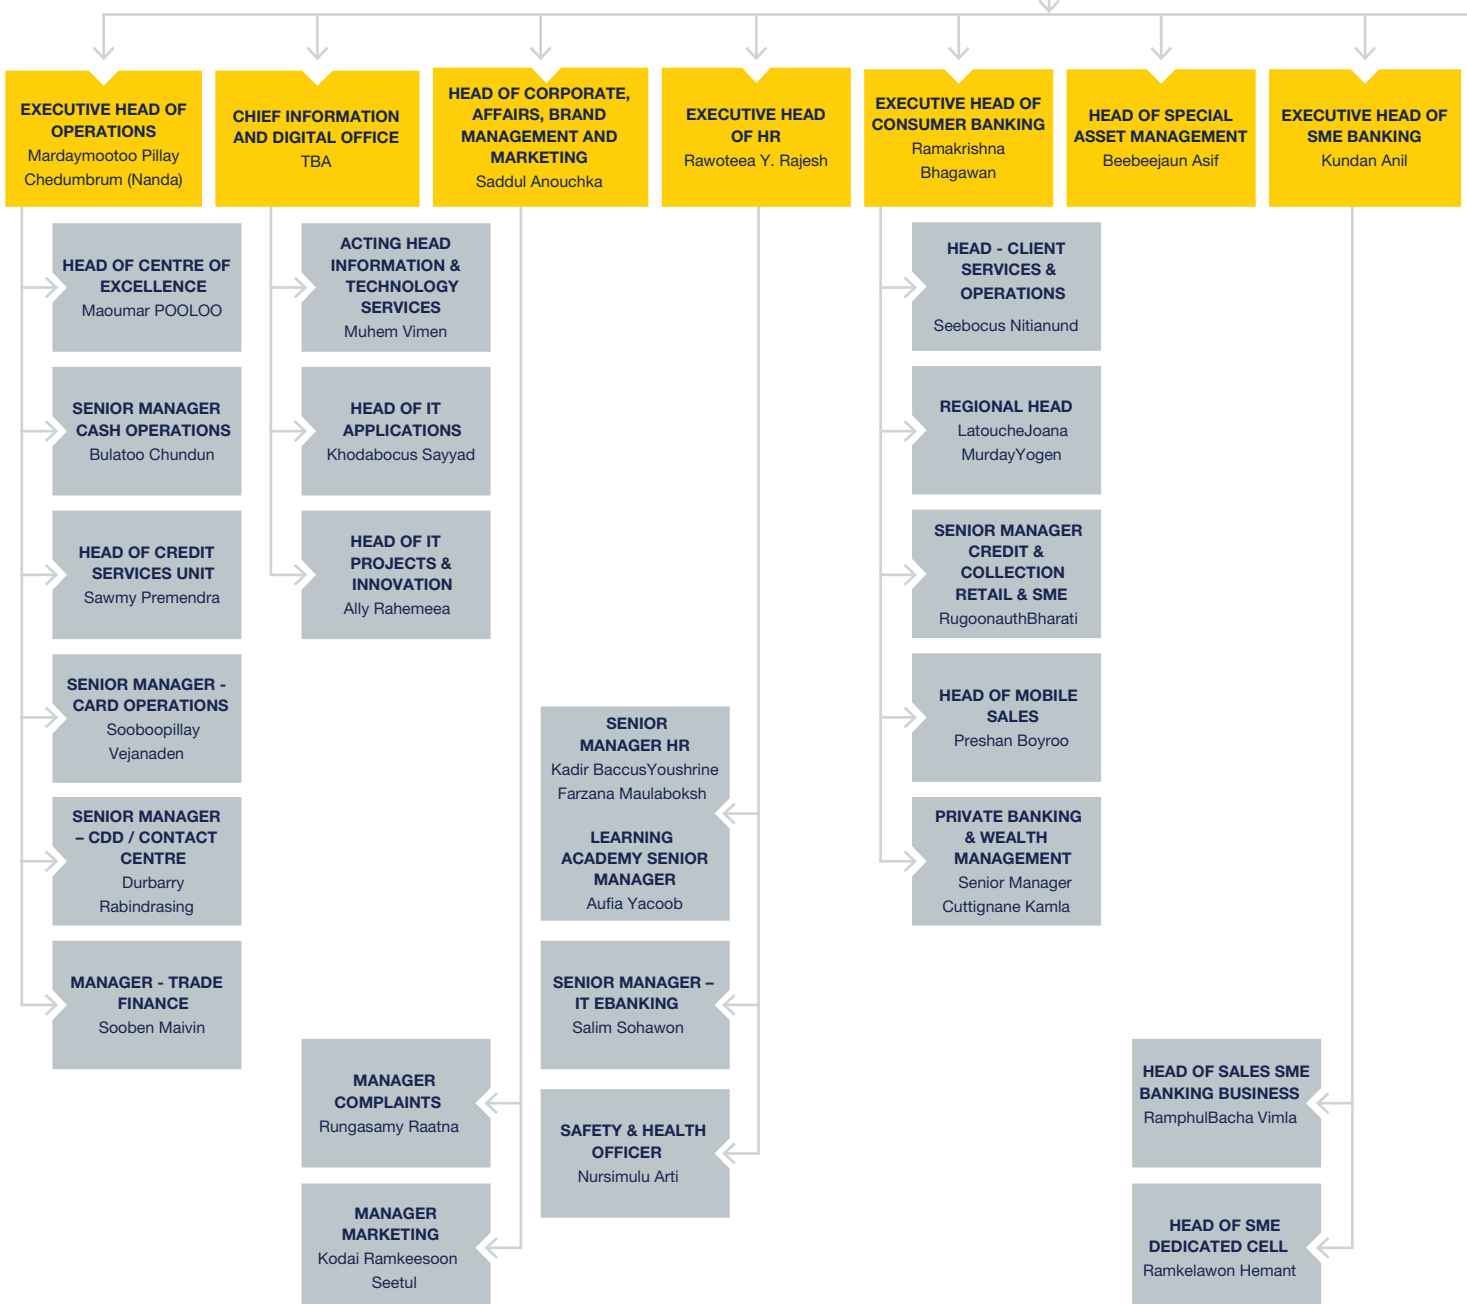 EXECUTIVE HEAD OF
OPERATIONS
Mardaymootoo Pillay
Chedumbrum (Nanda)
CHIEF INFORMATION
AND DIGITAL OFFICE
TBA
HEAD OF CORPORATE,
AFFAIRS, BRAND
MANAGEMENT AND
MARKETING
Saddul Anouchka
EXECUTIVE HEAD
OF HR
Rawoteea Y. Rajesh
EXECUTIVE HEAD OF
CONSUMER BANKING
Ramakrishna
Bhagawan
HEAD OF SPECIAL
ASSET MANAGEMENT
Beebeejaun Asif
EXECUTIVE HEAD OF
SME BANKING
Kundan Anil
HEAD OF CENTRE OF
EXCELLENCE
Maoumar POOLOO
SENIOR MANAGER
CASH OPERATIONS
Bulatoo Chundun
HEAD OF CREDIT
SERVICES UNIT
Sawmy Premendra
SENIOR MANAGER -
CARD OPERATIONS
Sooboopillay
Vejanaden
SENIOR MANAGER
– CDD / CONTACT
CENTRE
Durbarry
Rabindrasing
MANAGER - TRADE
FINANCE
Sooben Maivin
ACTING HEAD
INFORMATION &
TECHNOLOGY
SERVICES
Muhem Vimen
HEAD OF IT
APPLICATIONS
Khodabocus Sayyad
HEAD OF IT
PROJECTS &
INNOVATION
Ally Rahemeea
MANAGER
COMPLAINTS
Rungasamy Raatna
MANAGER
MARKETING
Kodai Ramkeesoon
Seetul
SENIOR
MANAGER HR
Kadir BaccusYoushrine
Farzana Maulaboksh
LEARNING
ACADEMY SENIOR
MANAGER
Aufia Yacoob
SENIOR MANAGER –
IT EBANKING
Salim Sohawon
SAFETY & HEALTH
OFFICER
Nursimulu Arti
HEAD - CLIENT
SERVICES &
OPERATIONS
Seebocus Nitianund
REGIONAL HEAD
LatoucheJoana
MurdayYogen
SENIOR MANAGER
CREDIT &
COLLECTION
RETAIL & SME
RugoonauthBharati
HEAD OF MOBILE
SALES
Preshan Boyroo
PRIVATE BANKING
& WEALTH
MANAGEMENT
Senior Manager
Cuttignane Kamla
HEAD OF SALES SME
BANKING BUSINESS
RamphulBacha Vimla
HEAD OF SME
DEDICATED CELL
Ramkelawon Hemant